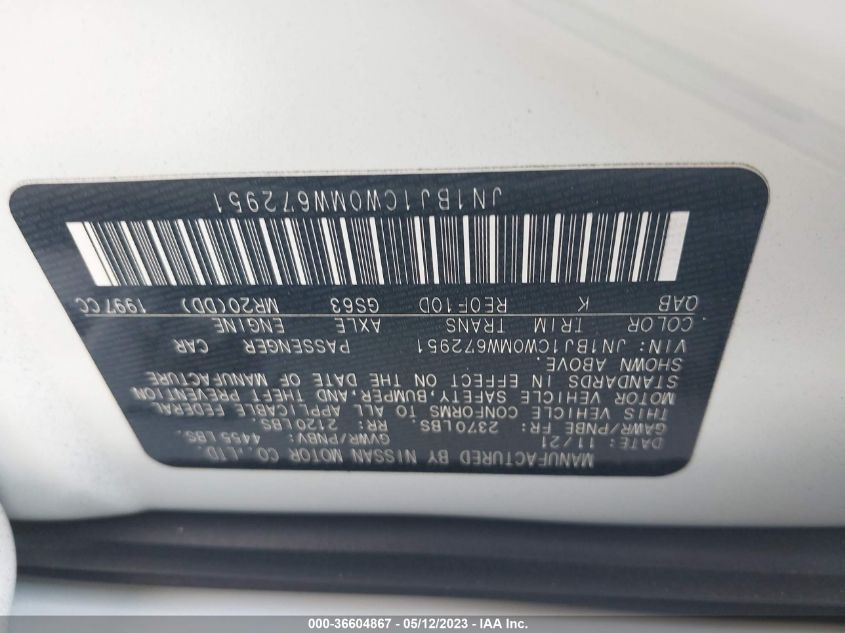 MANUFACTURED BY NISSAN MOTOR CO.,LTD.
DATE: 11/21 GVWR/PNBV: 4455LBS.
GAWR/PNBE FR: 2370LBS. RR: 2120LBS.
THIS VEHICLE CONFORMS TO ALL APPLICABLE FEDERAL
MOTOR VEHICLE SAFETY,BUMPER,AND THEFT PREVENTION
STANDARDS IN EFFECT ON THE DATE OF MANUFACTURE
SHOWN ABOVE.
VIN: JN1BJ1CW0MW672951 PASSENGER CAR
COLOR TRIM TRANS AXLE ENGINE
QAB K RE0F10D GS63 MR20(DD) 1997CC
JN1BJ1CW0MW672951
000-36604867 - 05/12/2023 - IAA Inc.